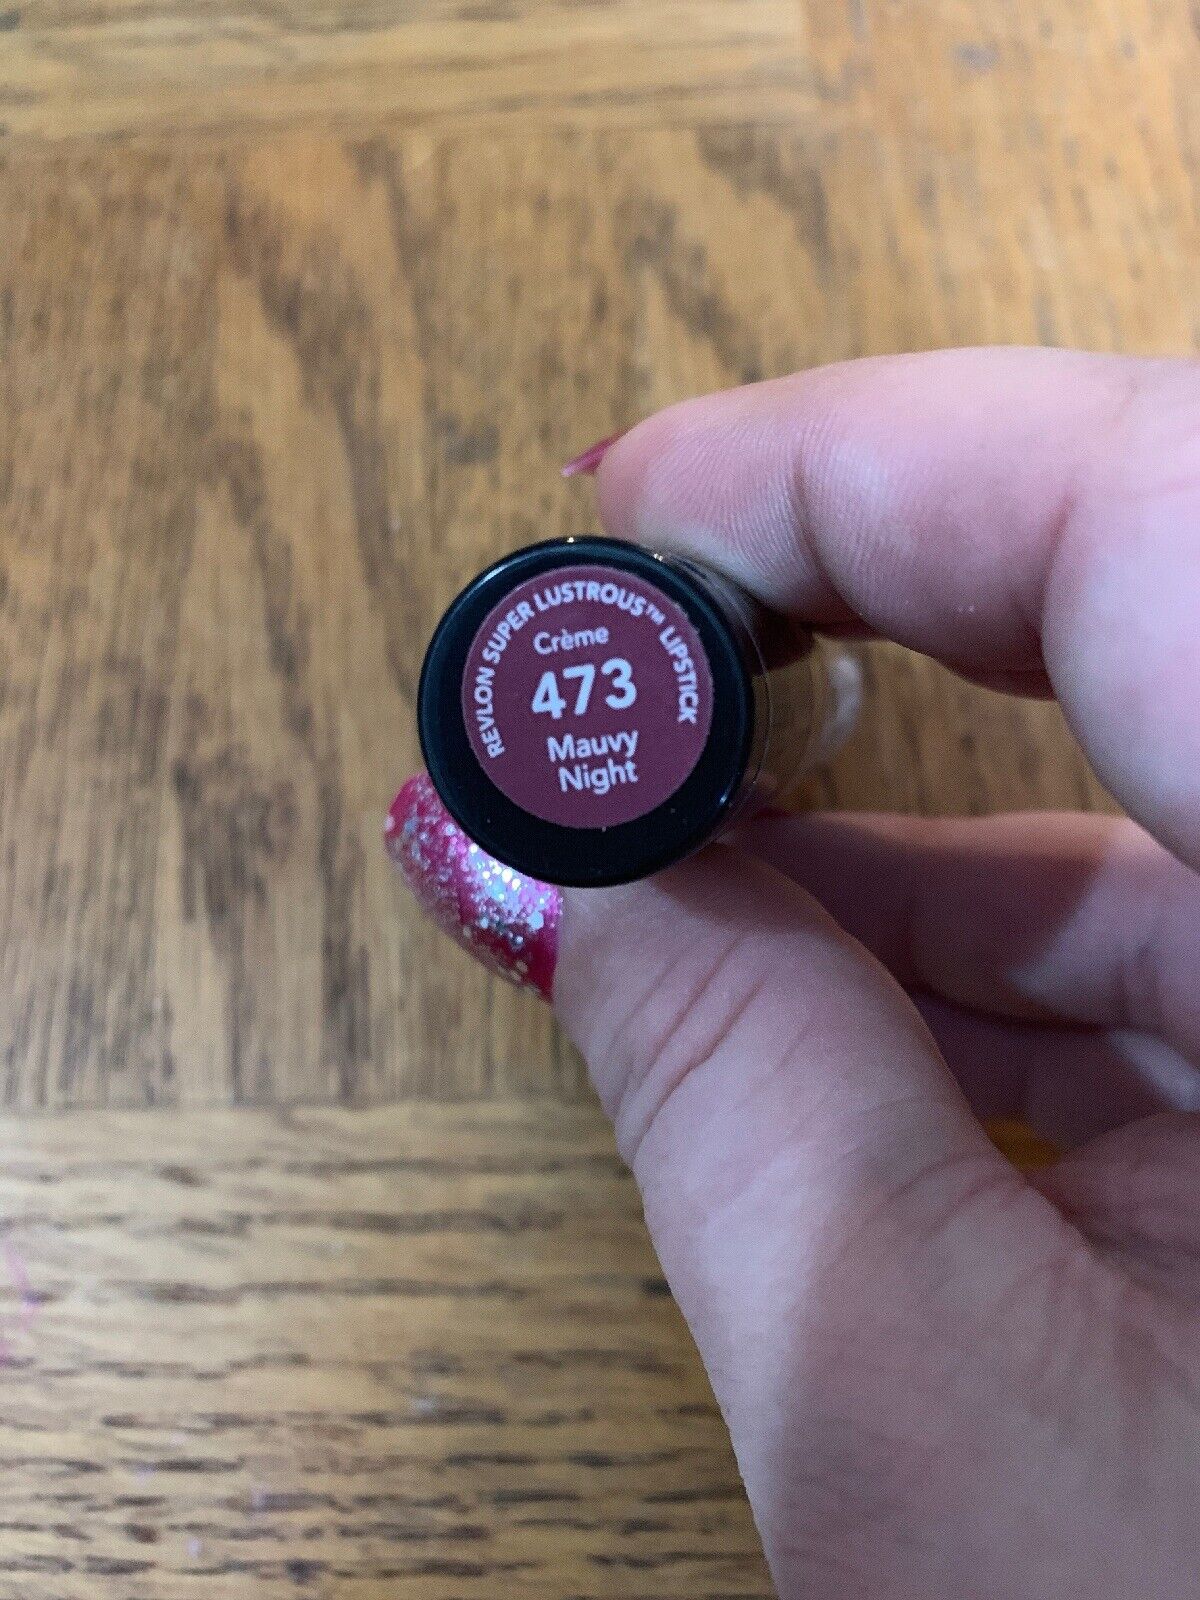 REVLON SUPER LUSTROUS™ LIPSTICK
Crème
473
Mauvy
Night